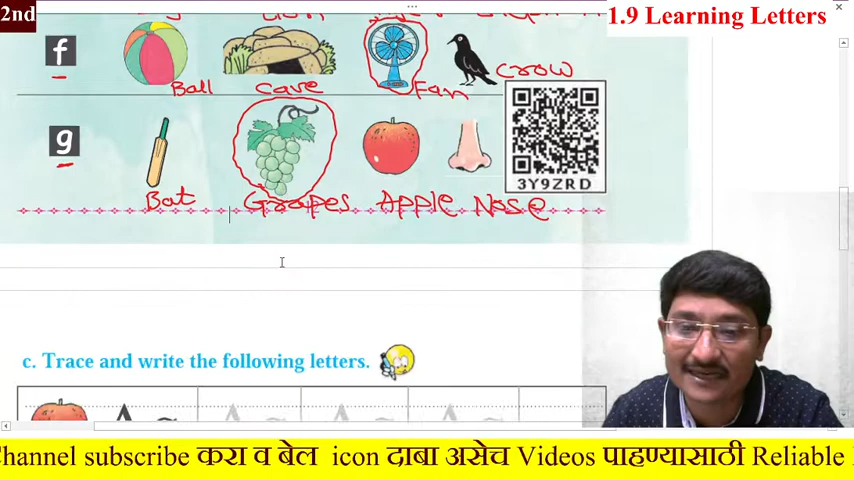 2nd
1.9 Learning Letters
f
Ball
Cave
Fan
Crow
g
3Y9ZRD
Bat
Grapes
Apple
Nose
c. Trace and write the following letters.
A a A a A a A a
Channel subscribe करा व बेल icon दाबा असेच Videos पाहण्यासाठी Reliable